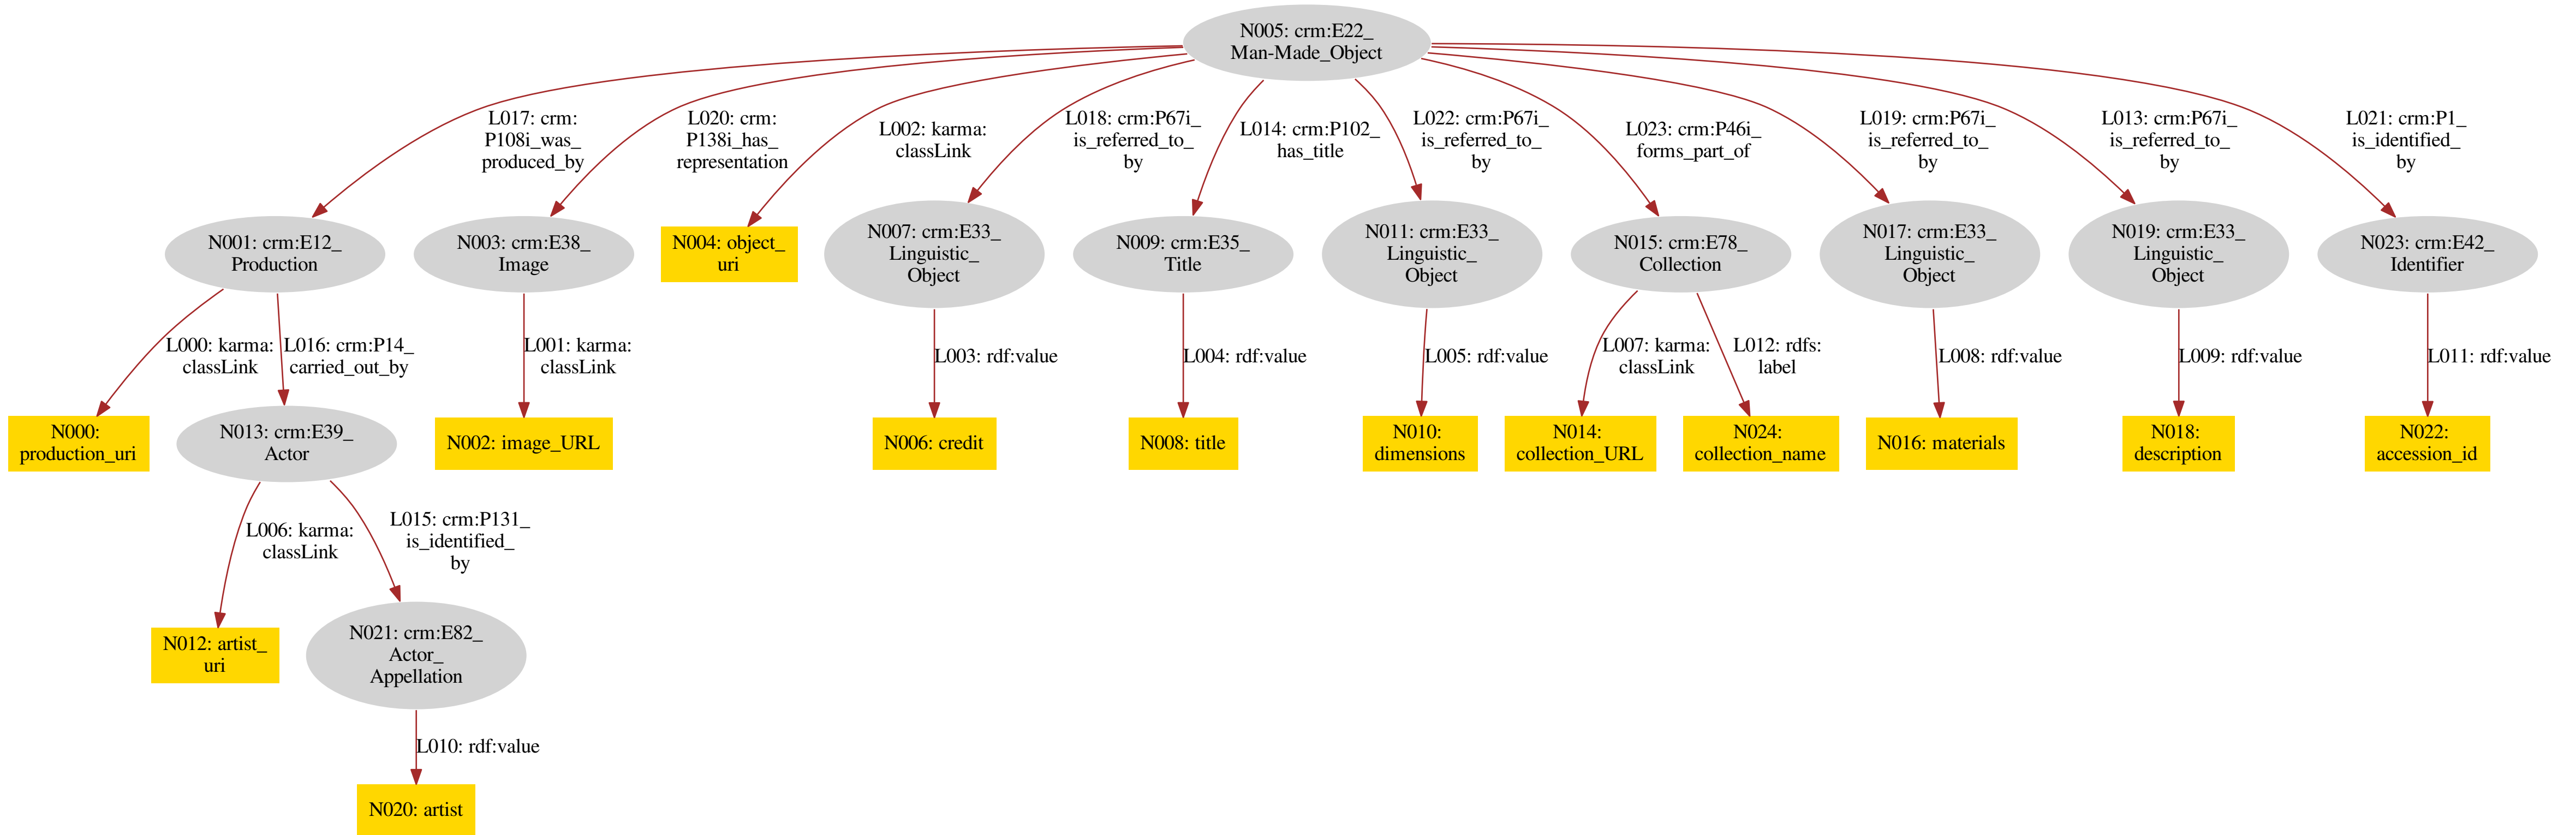 N005: crm:E22_
Man-Made_Object
L017: crm:
P108i_was_
produced_by
L020: crm:
P138i_has_
representation
L002: karma:
classLink
L018: crm:P67i_
is_referred_to_
by
L014: crm:P102_
has_title
L022: crm:P67i_
is_referred_to_
by
L023: crm:P46i_
forms_part_of
L019: crm:P67i_
is_referred_to_
by
L013: crm:P67i_
is_referred_to_
by
L021: crm:P1_
is_identified_
by
N001: crm:E12_
Production
N003: crm:E38_
Image
N004: object_
uri
N007: crm:E33_
Linguistic_
Object
N009: crm:E35_
Title
N011: crm:E33_
Linguistic_
Object
N015: crm:E78_
Collection
N017: crm:E33_
Linguistic_
Object
N019: crm:E33_
Linguistic_
Object
N023: crm:E42_
Identifier
L000: karma:
classLink
L016: crm:P14_
carried_out_by
L001: karma:
classLink
L003: rdf:value
L004: rdf:value
L005: rdf:value
L007: karma:
classLink
L012: rdfs:
label
L008: rdf:value
L009: rdf:value
L011: rdf:value
N000:
production_uri
N013: crm:E39_
Actor
N002: image_URL
N006: credit
N008: title
N010:
dimensions
N014:
collection_URL
N024:
collection_name
N016: materials
N018:
description
N022:
accession_id
L006: karma:
classLink
L015: crm:P131_
is_identified_
by
N012: artist_
uri
N021: crm:E82_
Actor_
Appellation
L010: rdf:value
N020: artist